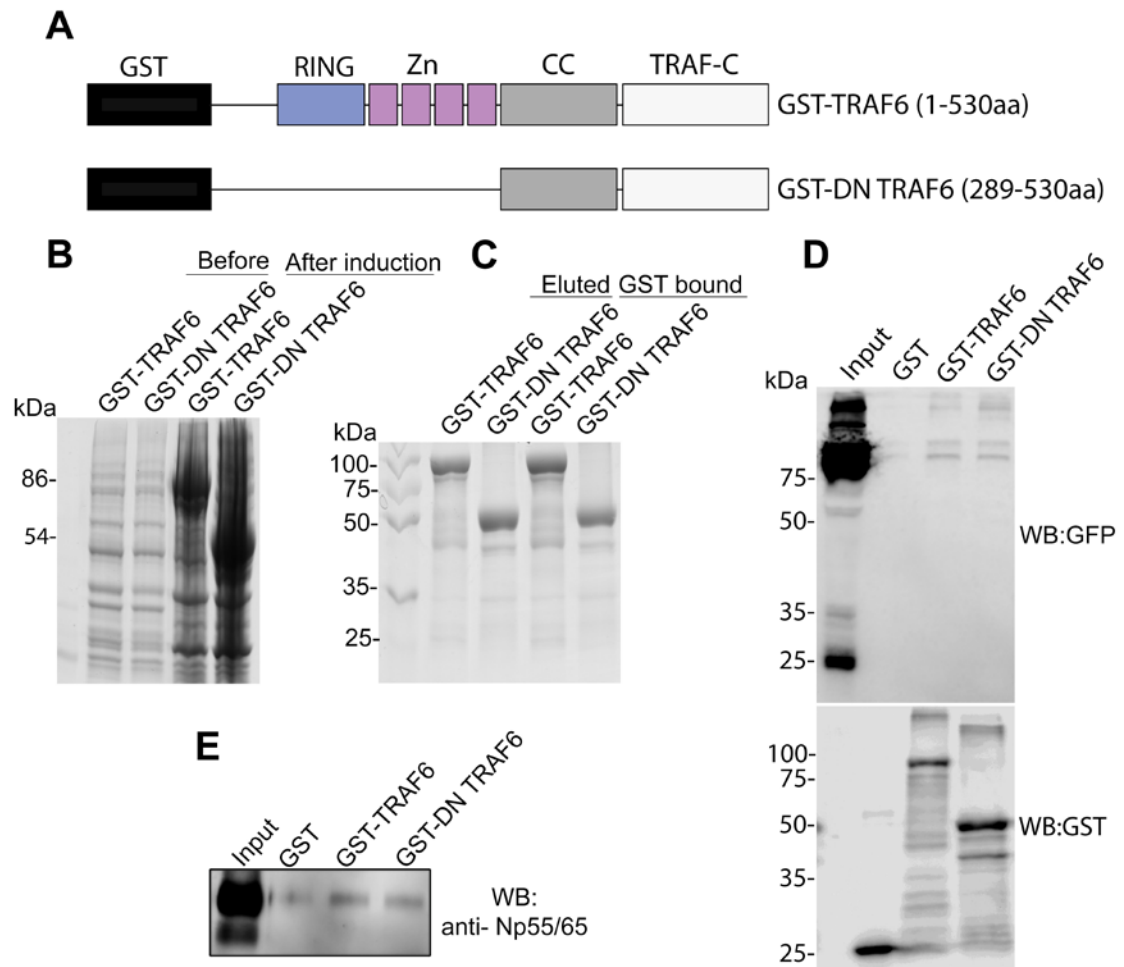 A
GST RING Zn CC TRAF-C
GST-TRAF6 (1-530aa)
GST-DN TRAF6 (289-530aa)
B
Before After induction
GST-TRAF6
GST-DN TRAF6
GST-TRAF6
GST-DN TRAF6
kDa
86-
54-
C
Eluted GST bound
GST-TRAF6
GST-DN TRAF6
GST-TRAF6
GST-DN TRAF6
kDa
100-
75-
50-
35-
25-
D
Input
GST
GST-TRAF6
GST-DN TRAF6
kDa
75-
50-
35-
25-
WB:GFP
100-
75-
50-
35-
25-
WB:GST
E
Input
GST
GST-TRAF6
GST-DN TRAF6
WB:
anti- Np55/65